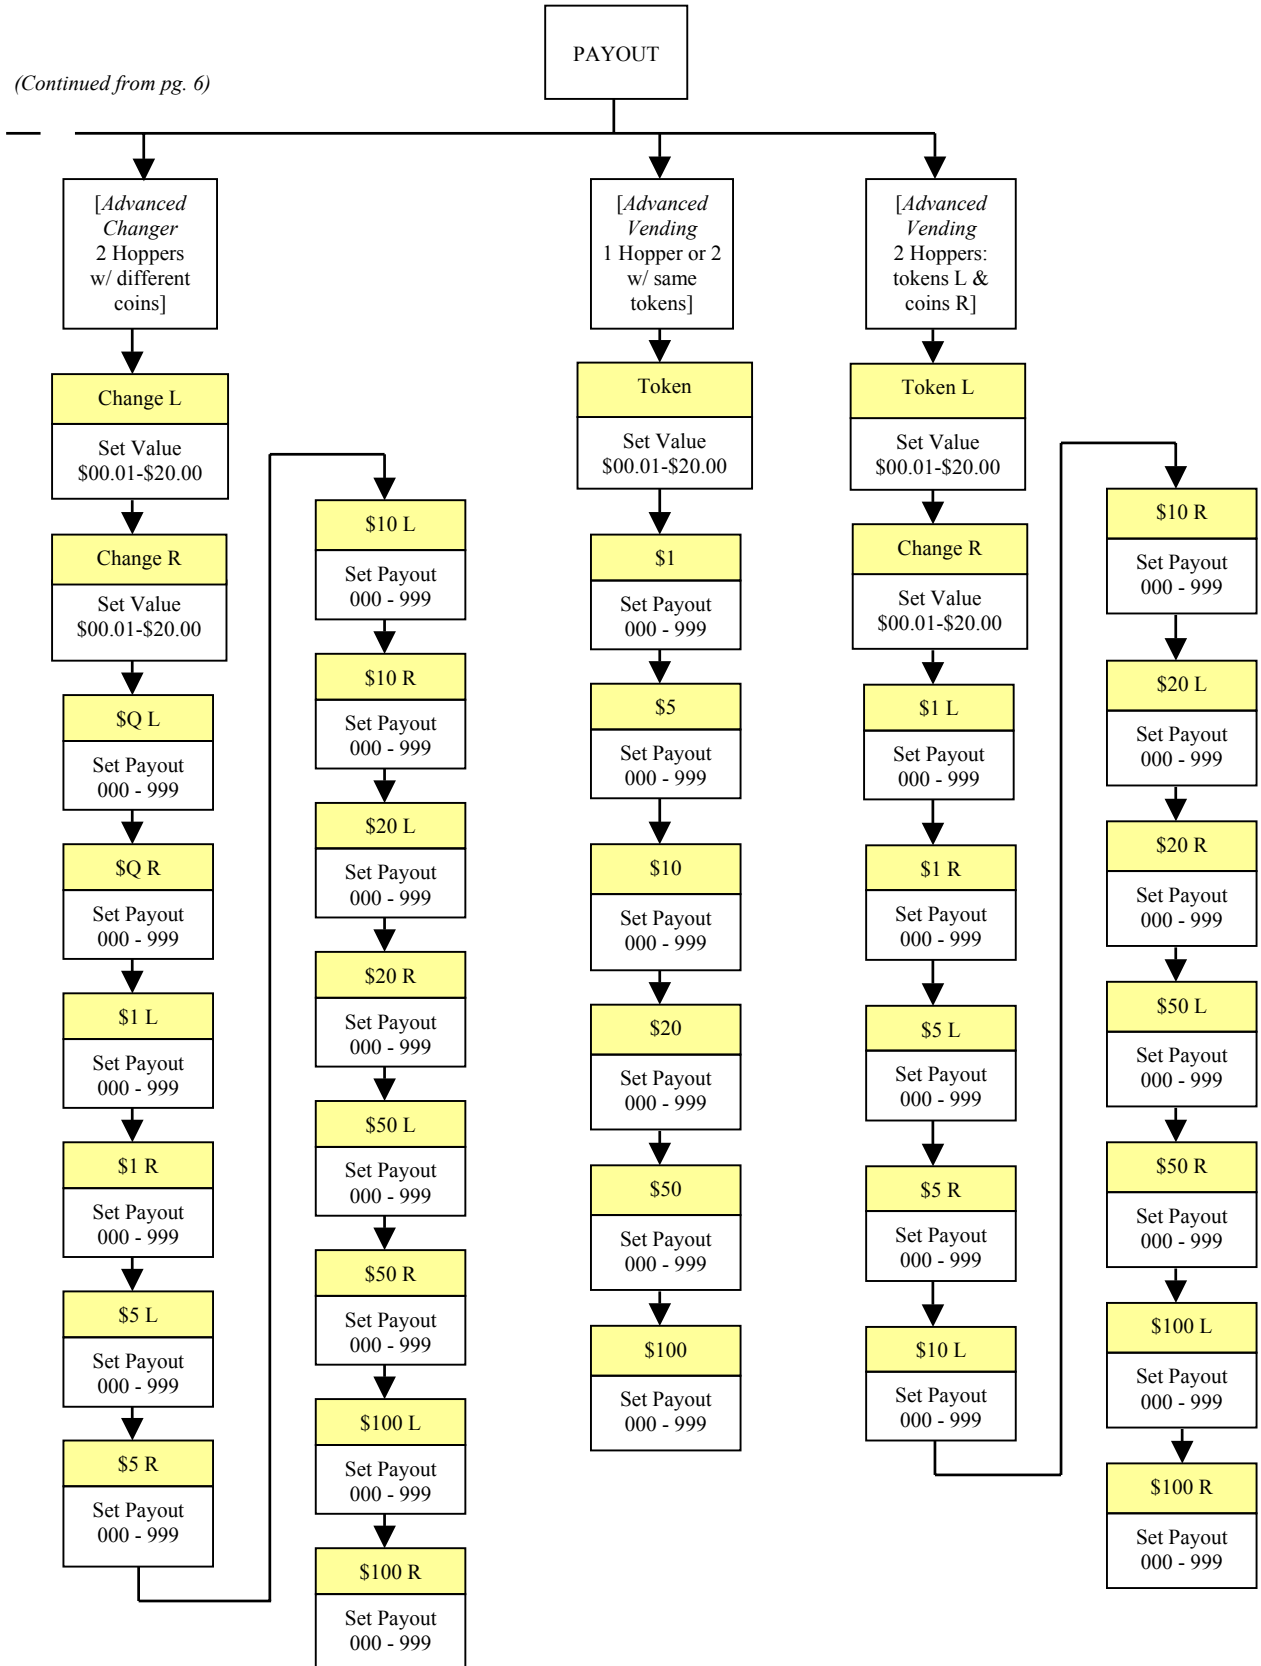 PAYOUT
(Continued from pg. 6)
[Advanced
Changer
2 Hoppers
w/ different
coins]
Change L
Set Value
$00.01-$20.00
Change R
Set Value
$00.01-$20.00
$Q L
Set Payout
000 - 999
$Q R
Set Payout
000 - 999
$1 L
Set Payout
000 - 999
$1 R
Set Payout
000 - 999
$5 L
Set Payout
000 - 999
$5 R
Set Payout
000 - 999
$10 L
Set Payout
000 - 999
$10 R
Set Payout
000 - 999
$20 L
Set Payout
000 - 999
$20 R
Set Payout
000 - 999
$50 L
Set Payout
000 - 999
$50 R
Set Payout
000 - 999
$100 L
Set Payout
000 - 999
$100 R
Set Payout
000 - 999
[Advanced
Vending
1 Hopper or 2
w/ same
tokens]
Token
Set Value
$00.01-$20.00
$1
Set Payout
000 - 999
$5
Set Payout
000 - 999
$10
Set Payout
000 - 999
$20
Set Payout
000 - 999
$50
Set Payout
000 - 999
$100
Set Payout
000 - 999
[Advanced
Vending
2 Hoppers:
tokens L &
coins R]
Token L
Set Value
$00.01-$20.00
Change R
Set Value
$00.01-$20.00
$1 L
Set Payout
000 - 999
$1 R
Set Payout
000 - 999
$5 L
Set Payout
000 - 999
$5 R
Set Payout
000 - 999
$10 L
Set Payout
000 - 999
$10 R
Set Payout
000 - 999
$20 L
Set Payout
000 - 999
$20 R
Set Payout
000 - 999
$50 L
Set Payout
000 - 999
$50 R
Set Payout
000 - 999
$100 L
Set Payout
000 - 999
$100 R
Set Payout
000 - 999